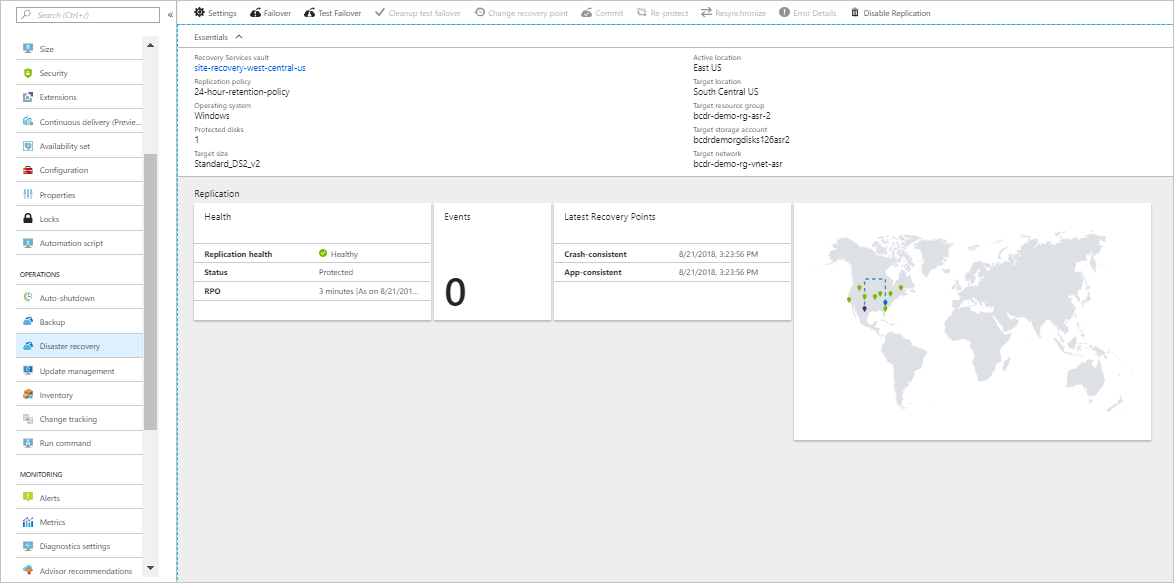 Search (Ctrl+/)
«
Size
Security
Extensions
Continuous delivery (Previe...
Availability set
Configuration
Properties
Locks
Automation script
OPERATIONS
Auto-shutdown
Backup
Disaster recovery
Update management
Inventory
Change tracking
Run command
MONITORING
Alerts
Metrics
Diagnostics settings
Advisor recommendations
Settings Failover Test Failover Cleanup test failover Change recovery point Commit Re-protect Resynchronize Error Details Disable Replication
Essentials
Recovery Services vault
site-recovery-west-central-us
Replication policy
24-hour-retention-policy
Operating system
Windows
Protected disks
1
Target size
Standard_DS2_v2
Active location
East US
Target location
South Central US
Target resource group
bcdr-demo-rg-asr-2
Target storage account
bcdrdemorgdisks126asr2
Target network
bcdr-demo-rg-vnet-asr
Replication
Health
Replication health Healthy
Status Protected
RPO 3 minutes [As on 8/21/201...
Events
0
Latest Recovery Points
Crash-consistent 8/21/2018, 3:23:56 PM
App-consistent 8/21/2018, 3:23:56 PM